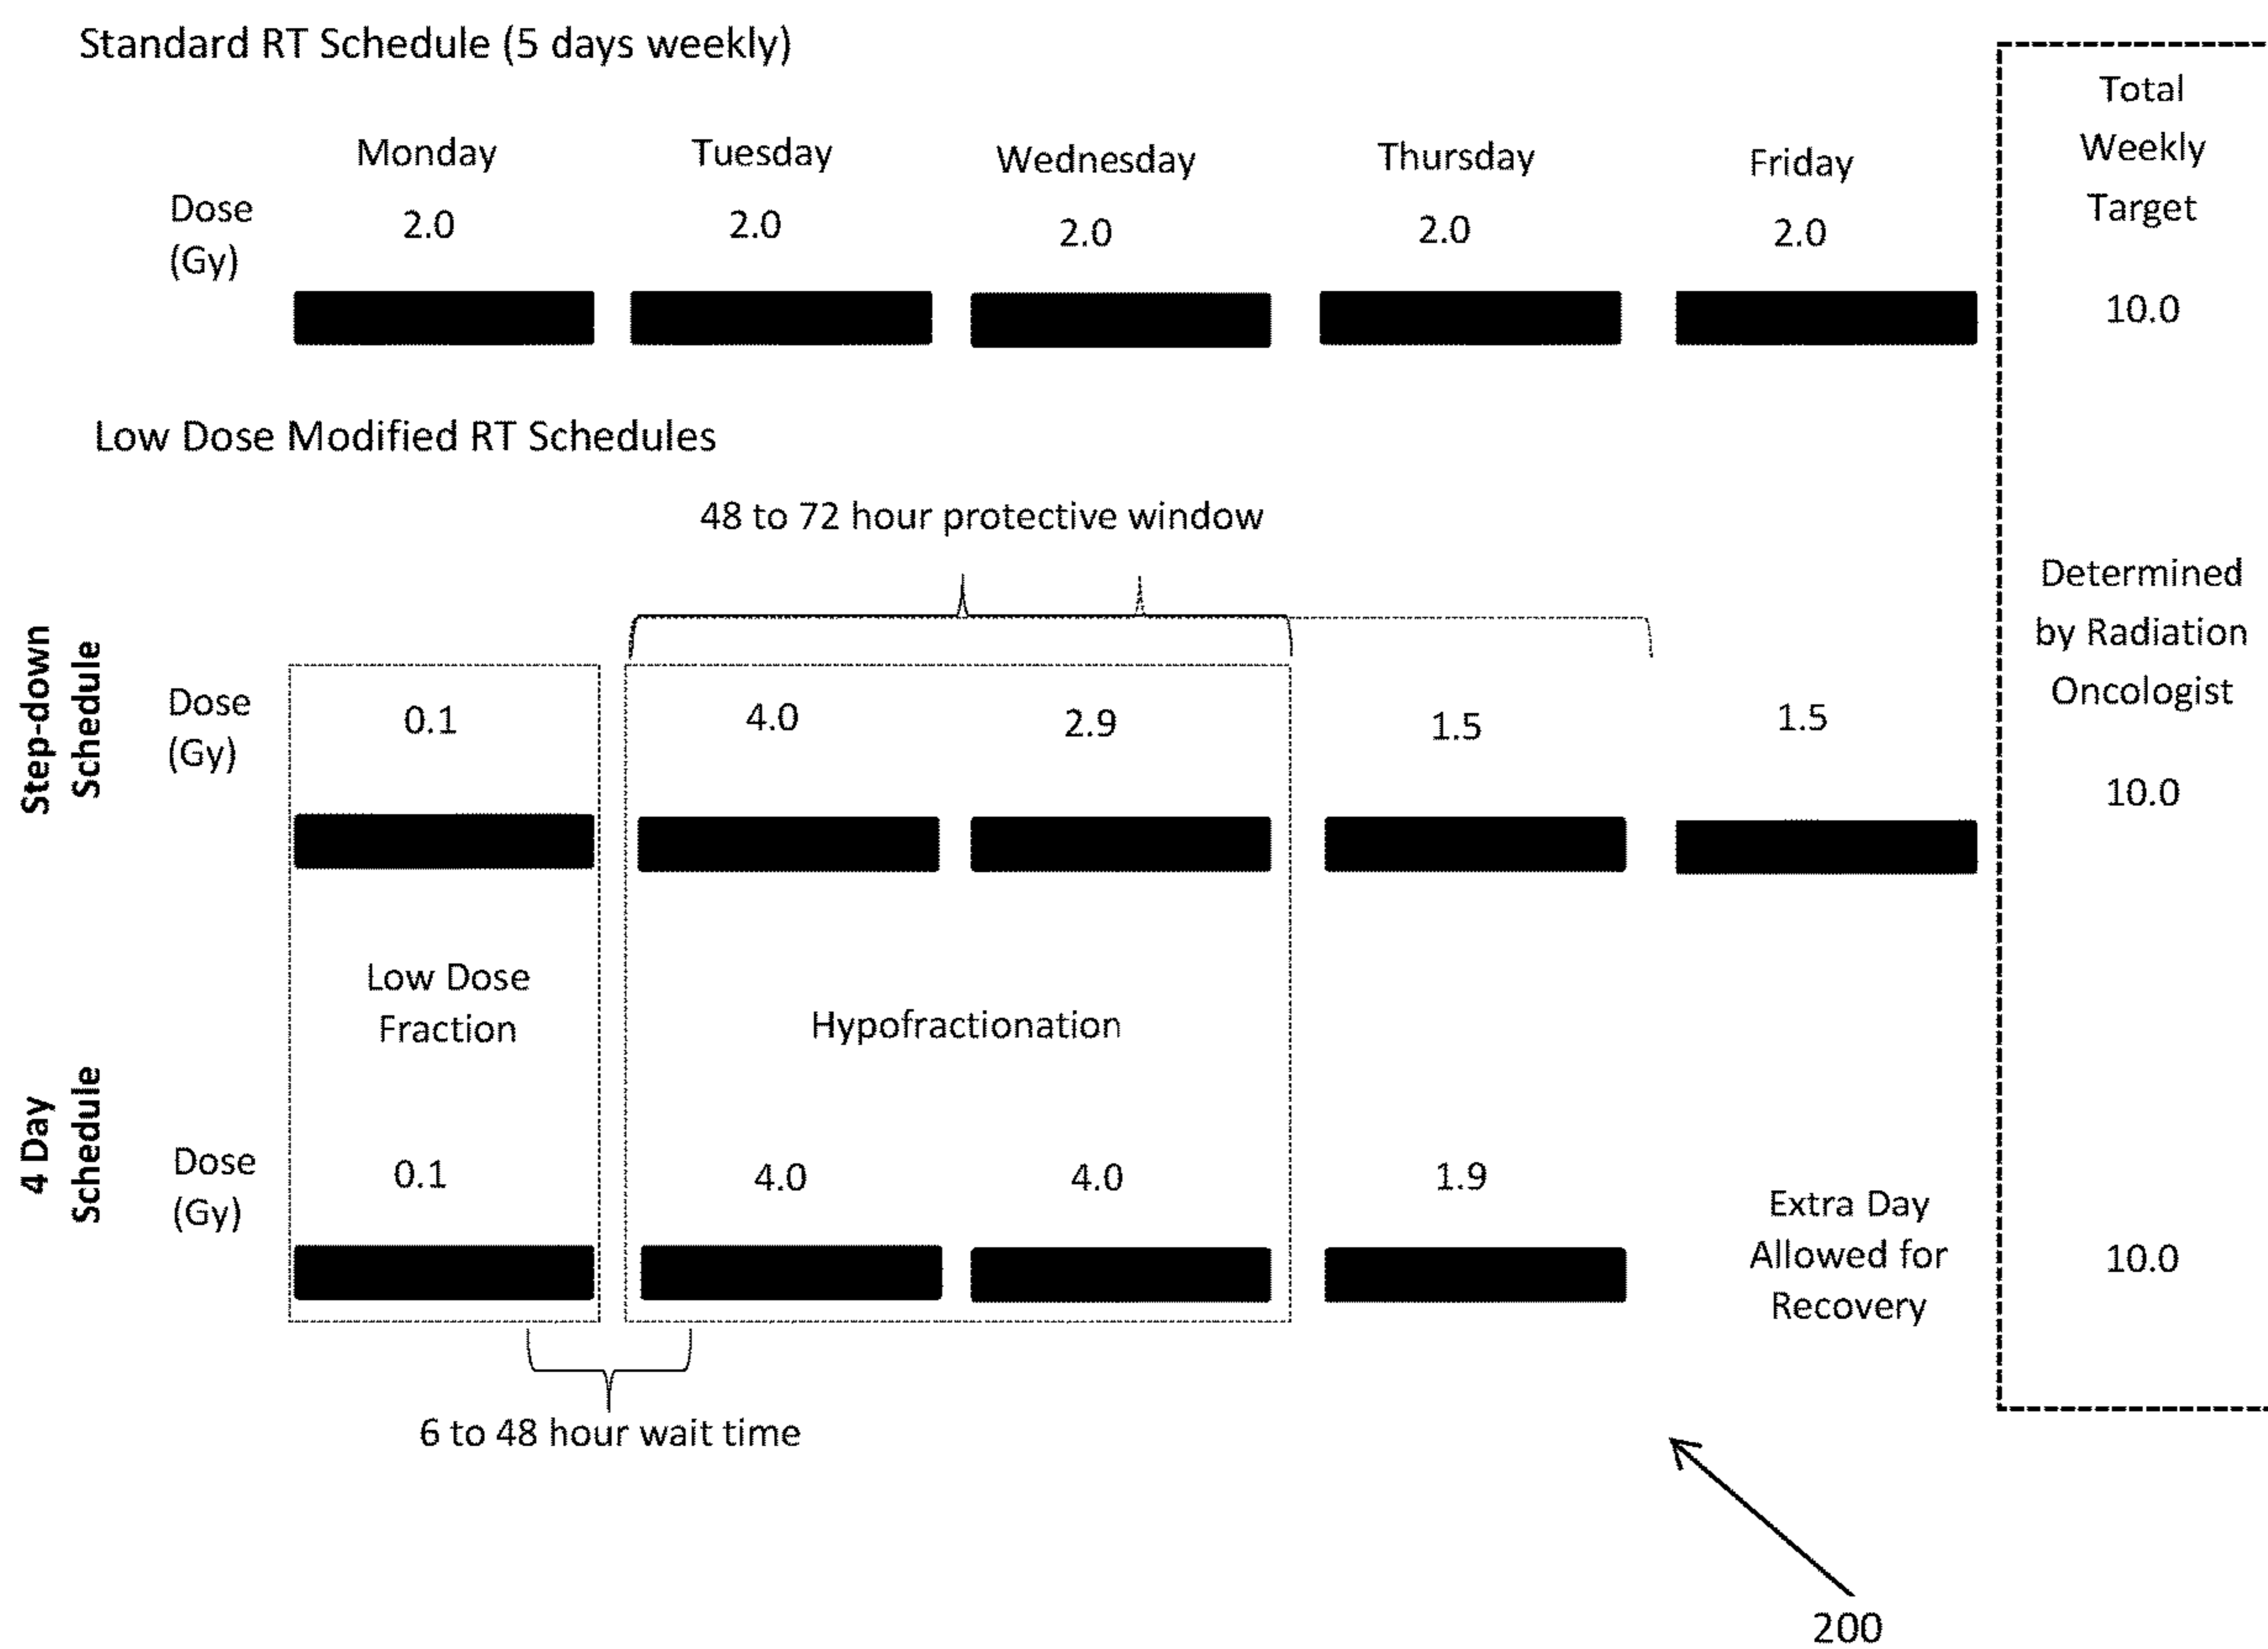 Standard RT Schedule (5 days weekly)
Monday Tuesday Wednesday Thursday Friday
Dose
(Gy)
2.0 2.0 2.0 2.0 2.0
Total
Weekly
Target
10.0
Low Dose Modified RT Schedules
48 to 72 hour protective window
Step-down
Schedule
Dose
(Gy)
0.1 4.0 2.9 1.5 1.5
Determined
by Radiation
Oncologist
10.0
Low Dose
Fraction
Hypofractionation
4 Day
Schedule
Dose
(Gy)
0.1 4.0 4.0 1.9
Extra Day
Allowed for
Recovery
10.0
6 to 48 hour wait time
200